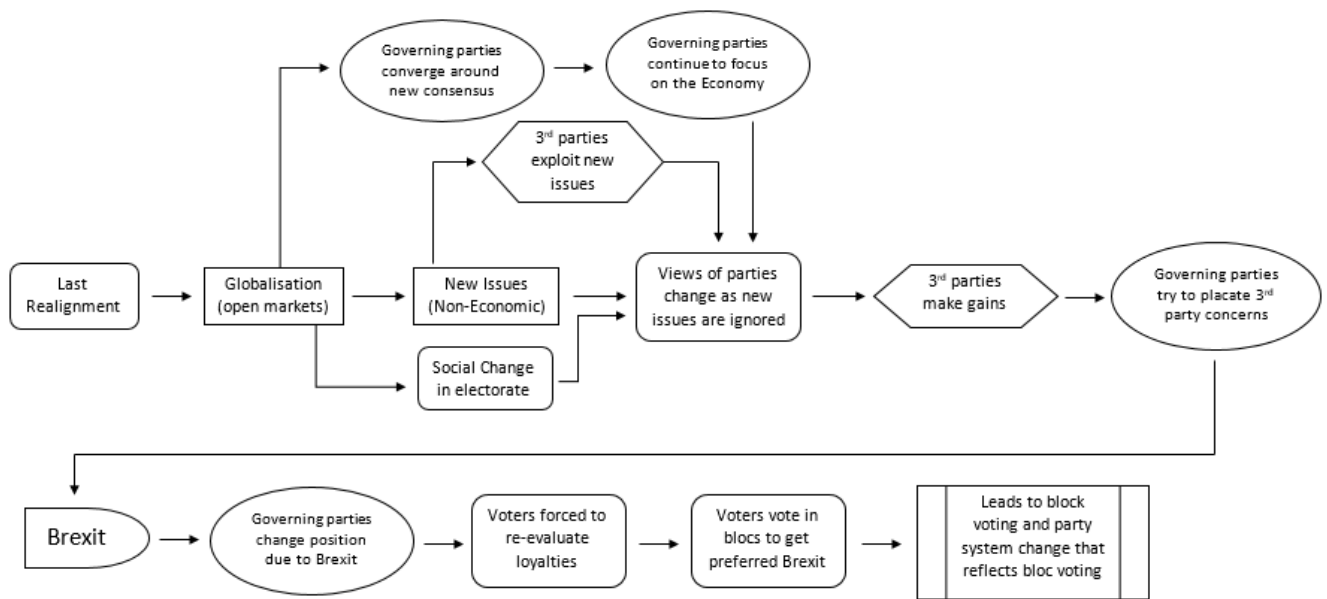 Governing parties
converge around
new consensus
Governing parties
continue to focus
on the Economy
3rd parties
exploit new
issues
Last
Realignment
Globalisation
(open markets)
New Issues
(Non-Economic)
Views of parties
change as new
issues are ignored
3rd parties
make gains
Governing parties
try to placate 3rd
party concerns
Social Change
in electorate
Brexit
Governing parties
change position
due to Brexit
Voters forced to
re-evaluate
loyalties
Voters vote in
blocs to get
preferred Brexit
Leads to block
voting and party
system change that
reflects bloc voting